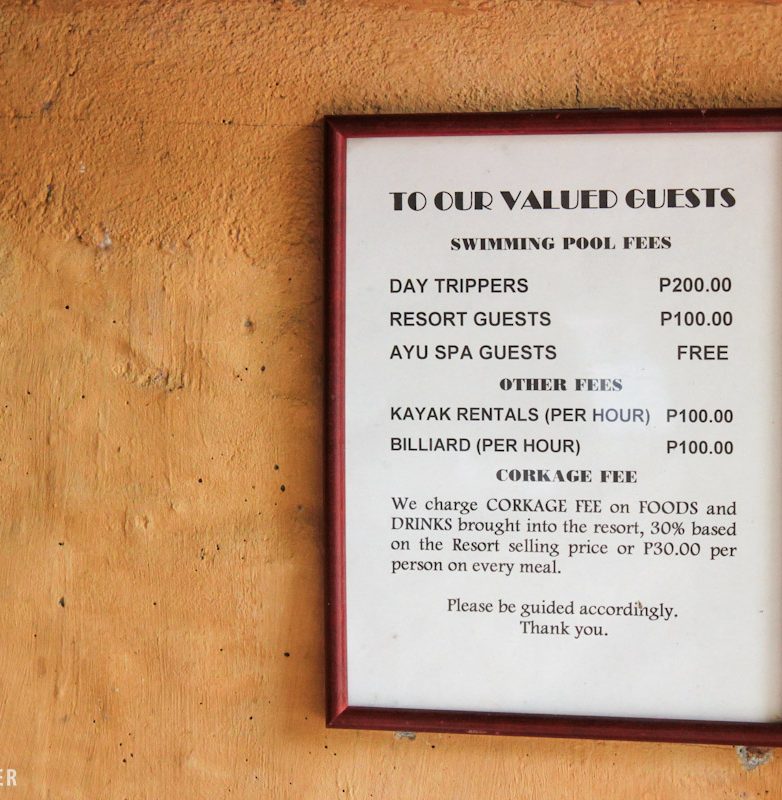 TO OUR VALUED GUESTS
SWIMMING POOL FEES
DAY TRIPPERS P200.00
RESORT GUESTS P100.00
AYU SPA GUESTS FREE
OTHER FEES
KAYAK RENTALS (PER HOUR) P100.00
BILLIARD (PER HOUR) P100.00
CORKAGE FEE
We charge CORKAGE FEE on FOODS and
DRINKS brought into the resort, 30% based
on the Resort selling price or P30.00 per
person on every meal.
Please be guided accordingly.
Thank you.
ER